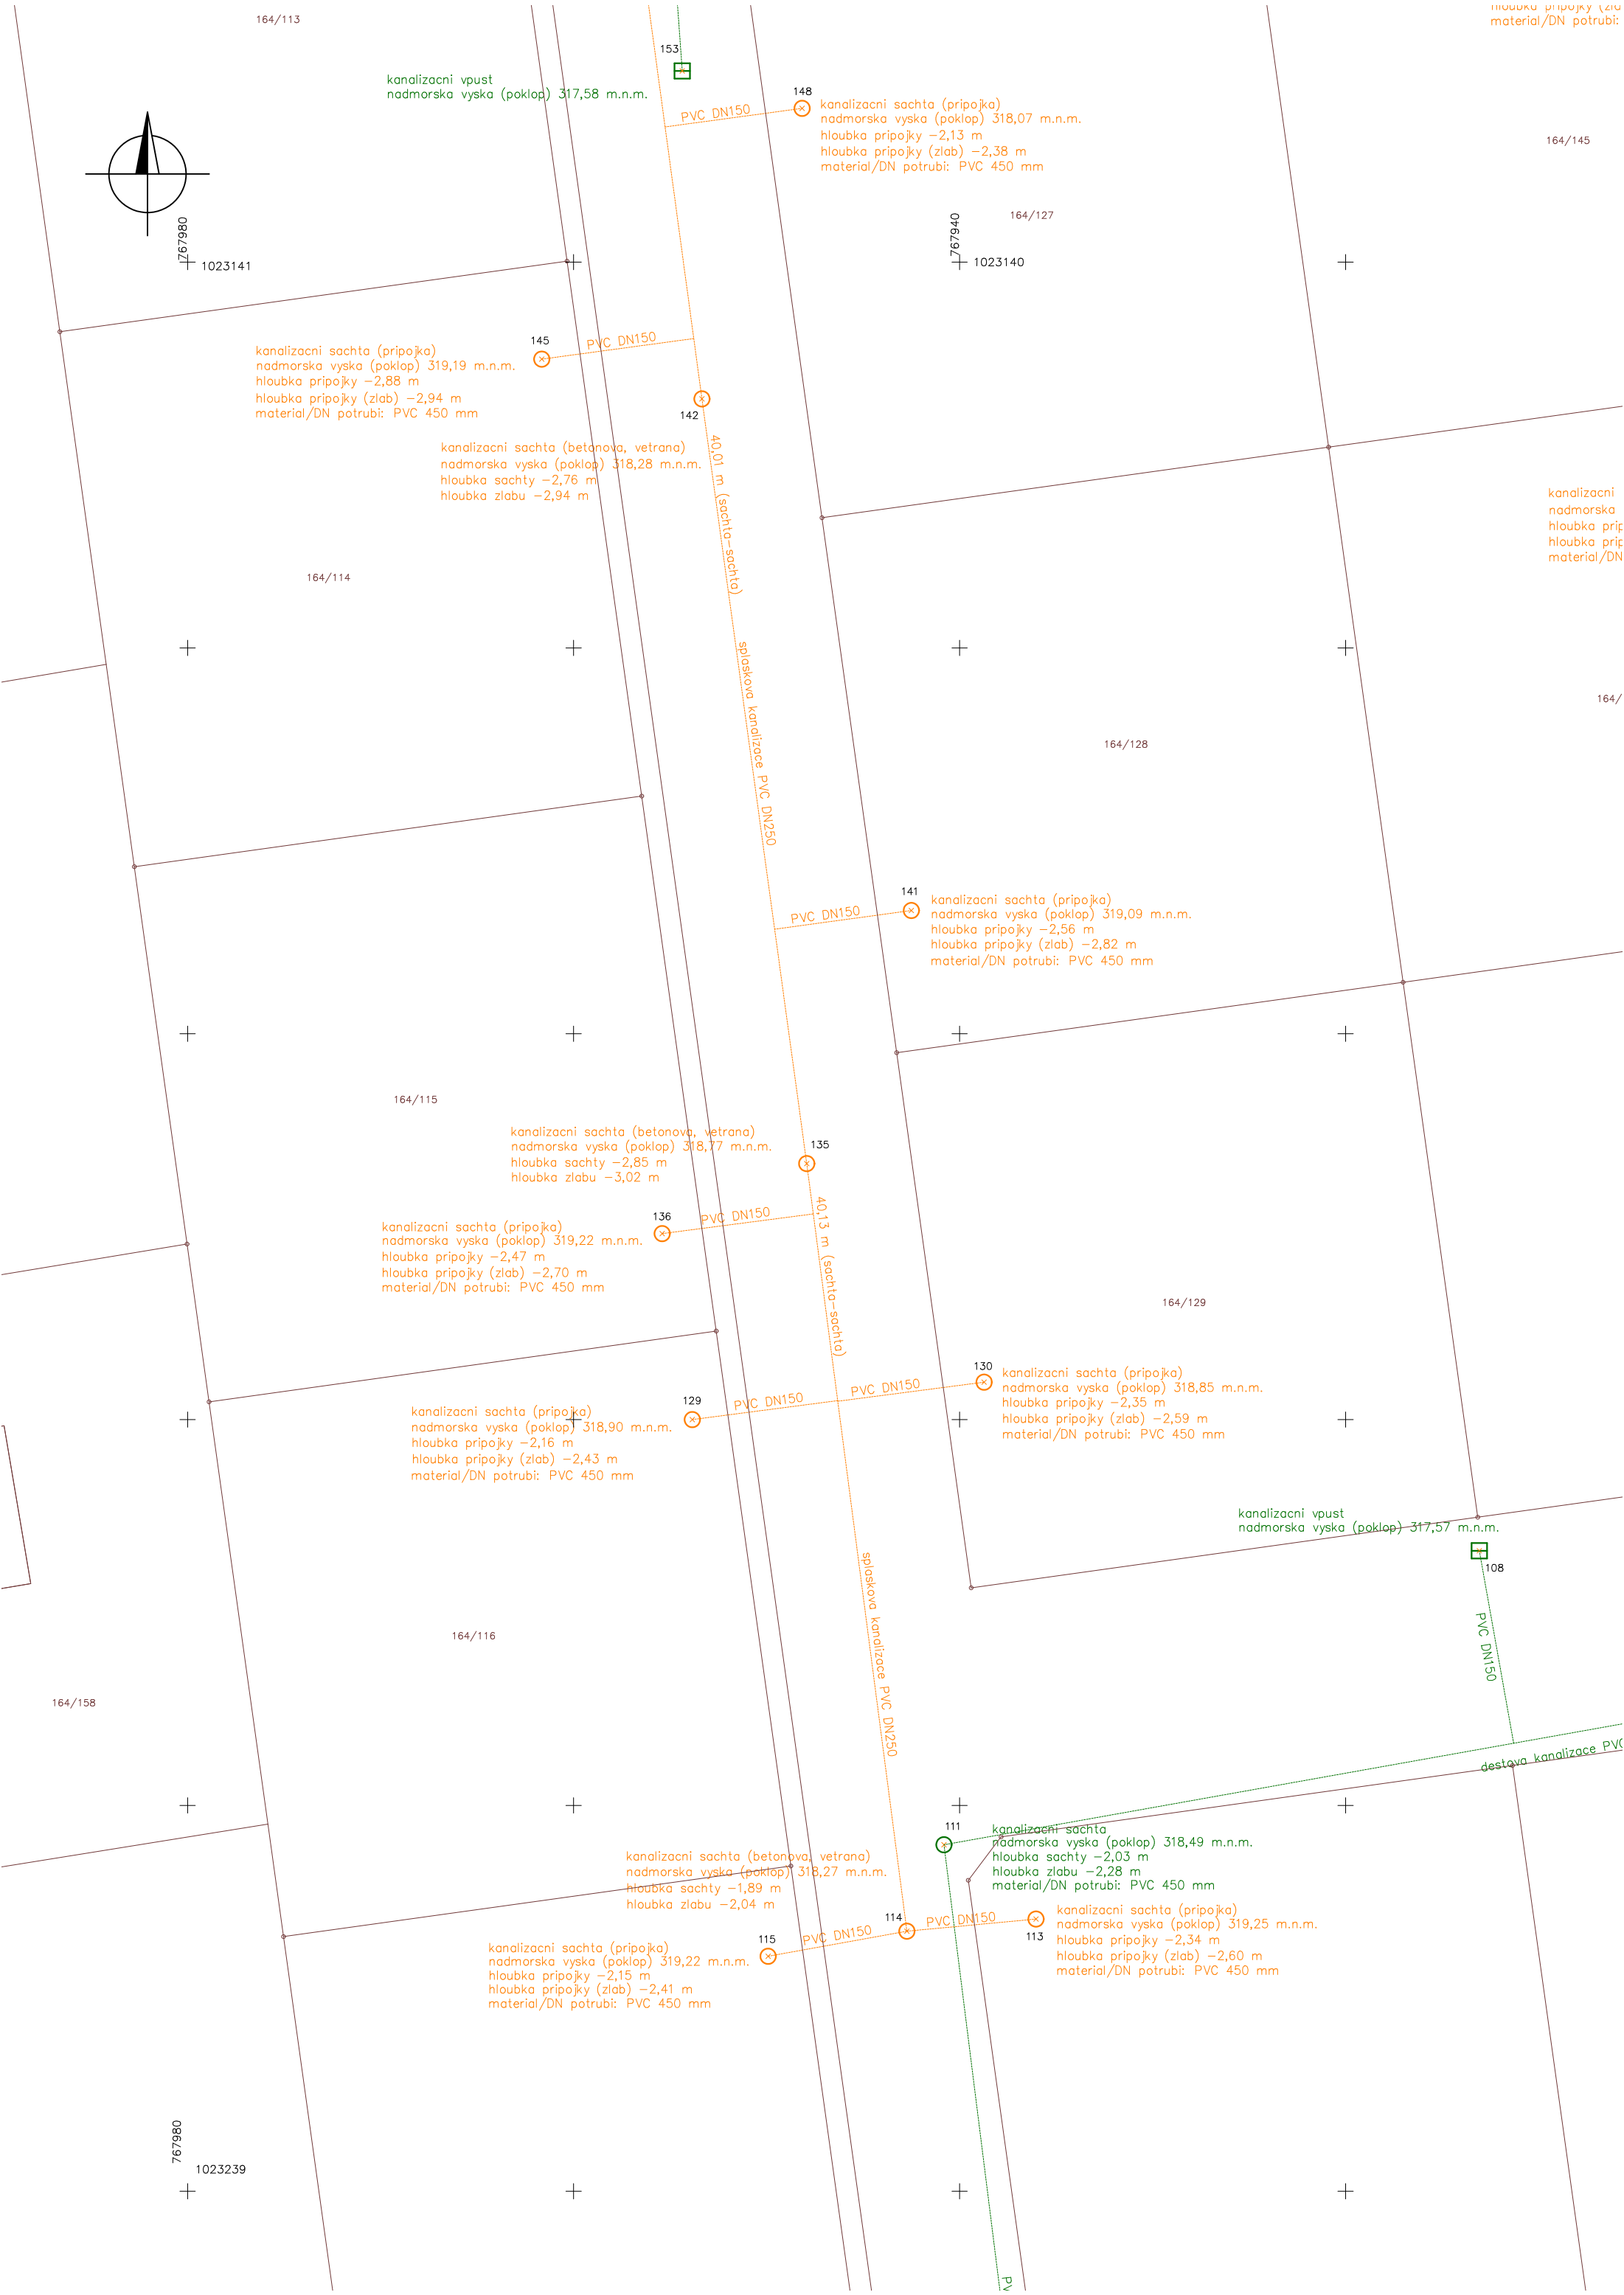 164/113
hloubka pripojky (zla
material/DN potrubi:
153
kanalizacni vpust
nadmorska vyska (poklop) 317,58 m.n.m.
148
PVC DN150
kanalizacni sachta (pripojka)
nadmorska vyska (poklop) 318,07 m.n.m.
hloubka pripojky -2,13 m
hloubka pripojky (zlab) -2,38 m
material/DN potrubi: PVC 450 mm
164/145
164/127
767980
1023141
767940
1023140
145
PVC DN150
kanalizacni sachta (pripojka)
nadmorska vyska (poklop) 319,19 m.n.m.
hloubka pripojky -2,88 m
hloubka pripojky (zlab) -2,94 m
material/DN potrubi: PVC 450 mm
142
kanalizacni sachta (betonova, vetrana)
nadmorska vyska (poklop) 318,28 m.n.m.
hloubka sachty -2,76 m
hloubka zlabu -2,94 m
40,01 m (sachta-sachta)
kanalizacni
nadmorska
hloubka prip
hloubka prip
material/DN
164/114
splaskova kanalizace PVC DN250
164/
164/128
141
PVC DN150
kanalizacni sachta (pripojka)
nadmorska vyska (poklop) 319,09 m.n.m.
hloubka pripojky -2,56 m
hloubka pripojky (zlab) -2,82 m
material/DN potrubi: PVC 450 mm
164/115
kanalizacni sachta (betonova, vetrana)
nadmorska vyska (poklop) 318,77 m.n.m.
hloubka sachty -2,85 m
hloubka zlabu -3,02 m
135
136
PVC DN150
40,13 m (sachta-sachta)
kanalizacni sachta (pripojka)
nadmorska vyska (poklop) 319,22 m.n.m.
hloubka pripojky -2,47 m
hloubka pripojky (zlab) -2,70 m
material/DN potrubi: PVC 450 mm
164/129
130
kanalizacni sachta (pripojka)
nadmorska vyska (poklop) 318,85 m.n.m.
hloubka pripojky -2,35 m
hloubka pripojky (zlab) -2,59 m
material/DN potrubi: PVC 450 mm
129
PVC DN150
PVC DN150
kanalizacni sachta (pripojka)
nadmorska vyska (poklop) 318,90 m.n.m.
hloubka pripojky -2,16 m
hloubka pripojky (zlab) -2,43 m
material/DN potrubi: PVC 450 mm
kanalizacni vpust
nadmorska vyska (poklop) 317,57 m.n.m.
108
PVC DN150
splaskova kanalizace PVC DN250
164/116
164/158
destova kanalizace PVC
111
kanalizacni sachta
nadmorska vyska (poklop) 318,49 m.n.m.
hloubka sachty -2,03 m
hloubka zlabu -2,28 m
material/DN potrubi: PVC 450 mm
kanalizacni sachta (betonova, vetrana)
nadmorska vyska (poklop) 318,27 m.n.m.
hloubka sachty -1,89 m
hloubka zlabu -2,04 m
114
PVC DN150
113
kanalizacni sachta (pripojka)
nadmorska vyska (poklop) 319,25 m.n.m.
hloubka pripojky -2,34 m
hloubka pripojky (zlab) -2,60 m
material/DN potrubi: PVC 450 mm
115
PVC DN150
kanalizacni sachta (pripojka)
nadmorska vyska (poklop) 319,22 m.n.m.
hloubka pripojky -2,15 m
hloubka pripojky (zlab) -2,41 m
material/DN potrubi: PVC 450 mm
767980
1023239
PV